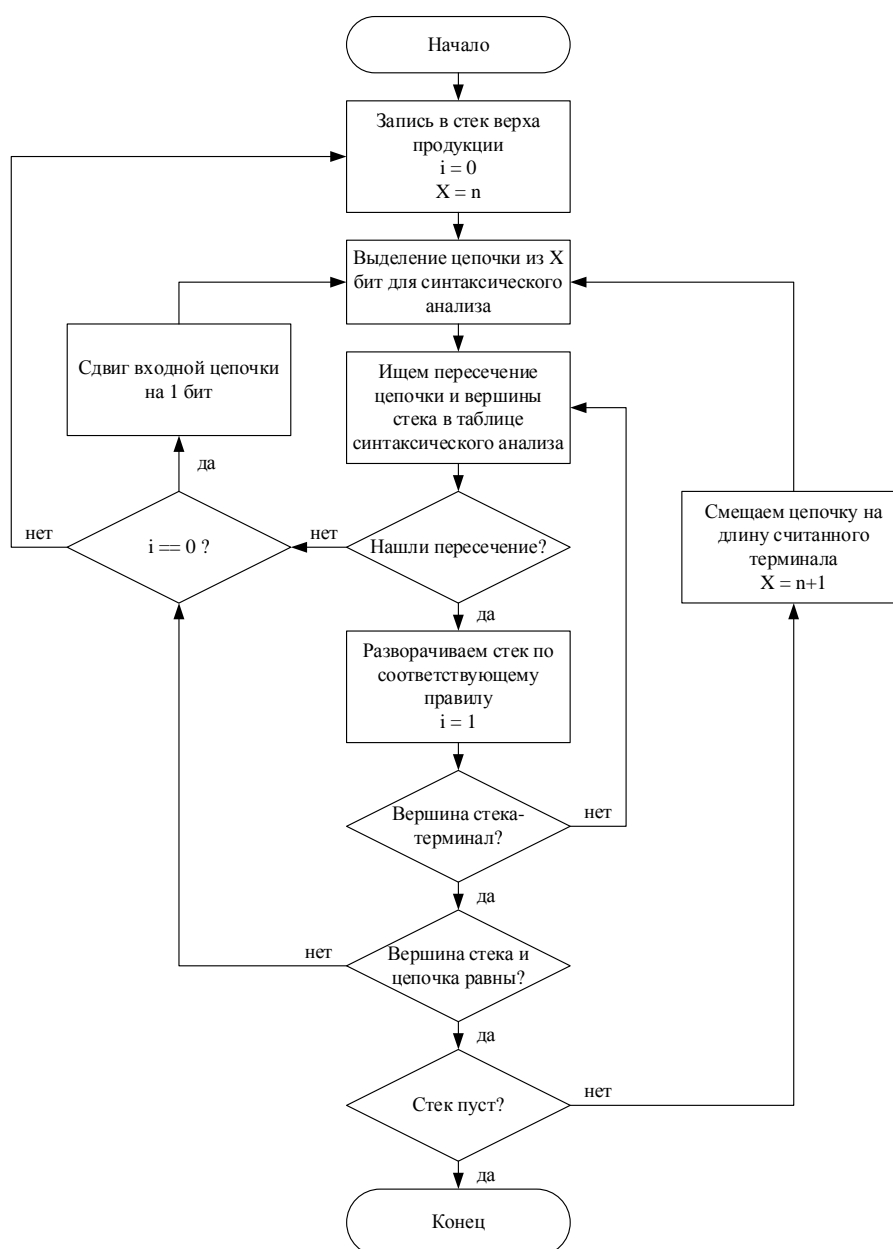 Начало
Запись в стек верха
продукции
i = 0
X = n
Выделение цепочки из X
бит для синтаксического
анализа
Сдвиг входной цепочки
на 1 бит
Ищем пересечение
цепочки и вершины
стека в таблице
синтаксического анализа
да
нет
i == 0 ?
нет
Нашли пересечение?
Смещаем цепочку на
длину считанного
терминала
X = n+1
да
Разворачиваем стек по
соответствующему
правилу
i = 1
Вершина стека-
терминал?
нет
да
нет
Вершина стека и
цепочка равны?
да
Стек пуст?
нет
да
Конец